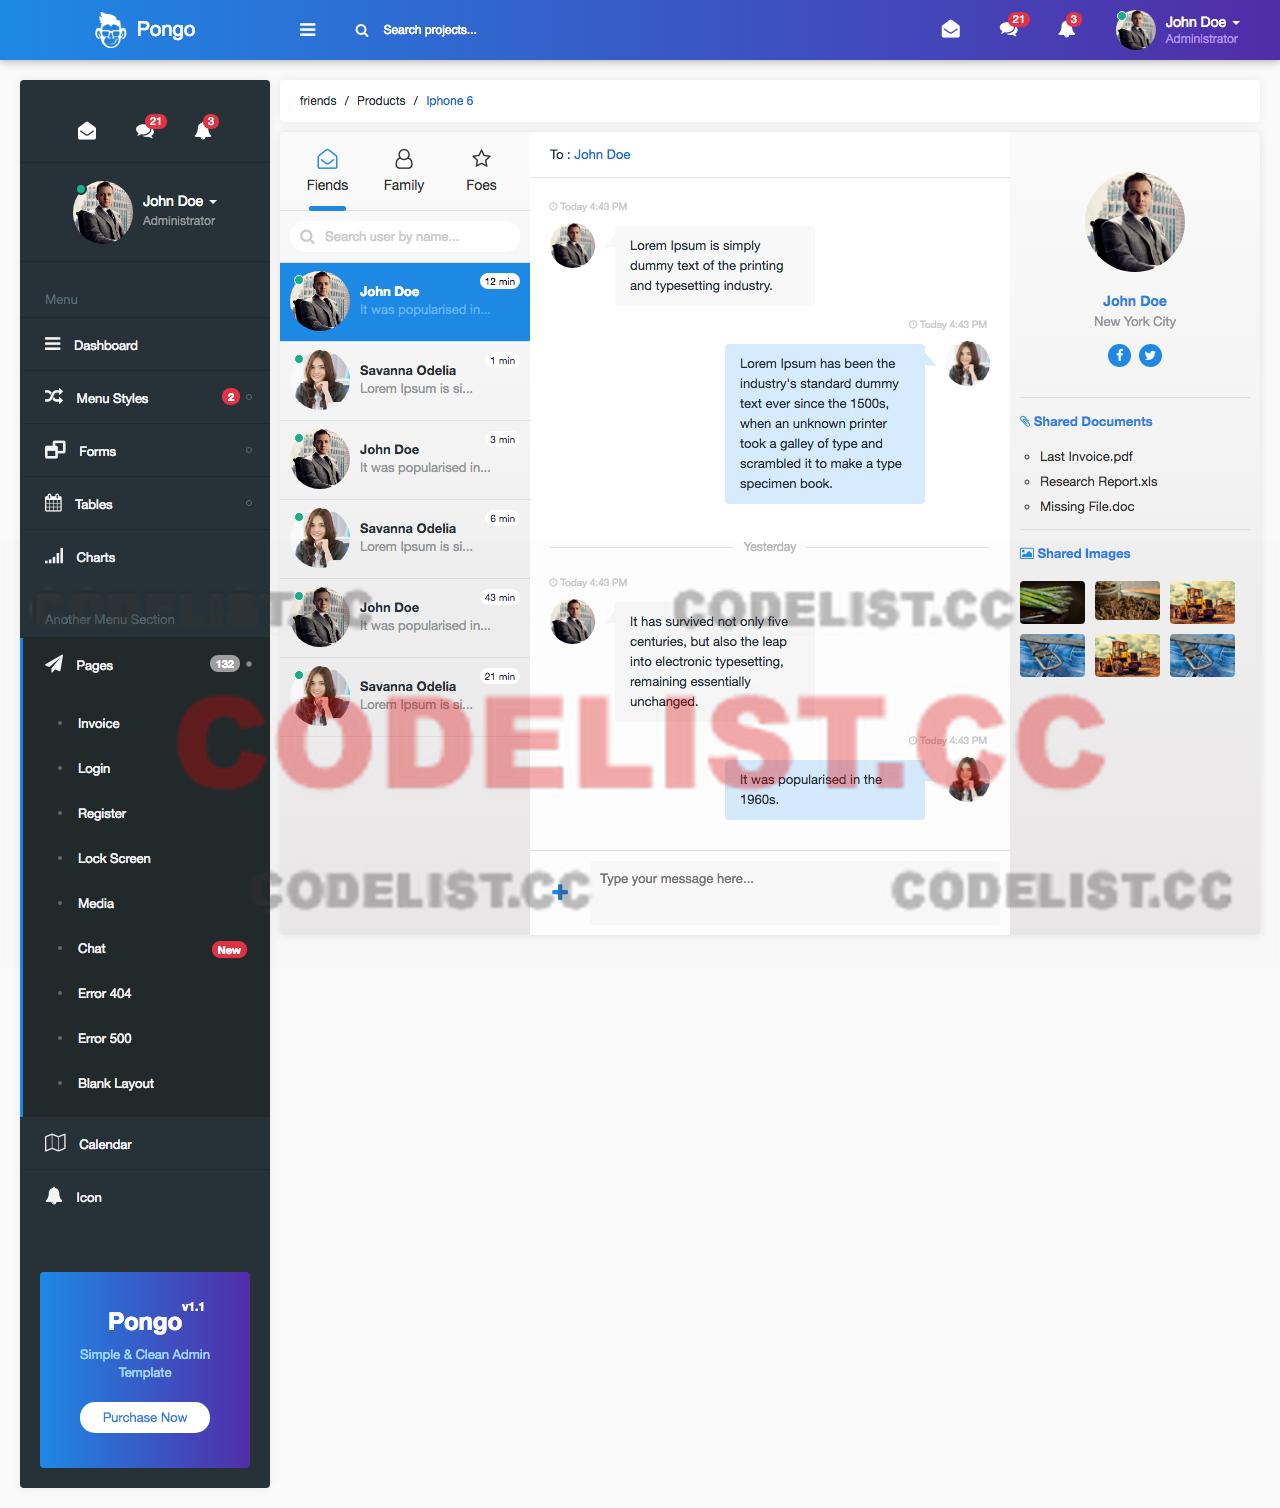 Pongo
Search projects...
21
3
John Doe
Administrator
21
3
John Doe
Administrator
Menu
Dashboard
Menu Styles
2
Forms
Tables
Charts
Another Menu Section
Pages
132
Invoice
Login
Register
Lock Screen
Media
Chat
New
Error 404
Error 500
Blank Layout
Calendar
Icon
Pongo v1.1
Simple & Clean Admin
Template
Purchase Now
friends / Products / Iphone 6
Fiends
Family
Foes
Search user by name...
John Doe
12 min
It was popularised in...
Savanna Odelia
1 min
Lorem Ipsum is si...
John Doe
3 min
It was popularised in...
Savanna Odelia
6 min
Lorem Ipsum is si...
John Doe
43 min
It was popularised in...
Savanna Odelia
21 min
Lorem Ipsum is si...
To : John Doe
Today 4:43 PM
Lorem Ipsum is simply
dummy text of the printing
and typesetting industry.
Today 4:43 PM
Lorem Ipsum has been the
industry's standard dummy
text ever since the 1500s,
when an unknown printer
took a galley of type and
scrambled it to make a type
specimen book.
Yesterday
Today 4:43 PM
It has survived not only five
centuries, but also the leap
into electronic typesetting,
remaining essentially
unchanged.
Today 4:43 PM
It was popularised in the
1960s.
Type your message here...
John Doe
New York City
Shared Documents
Last Invoice.pdf
Research Report.xls
Missing File.doc
Shared Images
CODELIST.CC
CODELIST.CC
CODELIST.CC
CODELIST.CC
CODELIST.CC